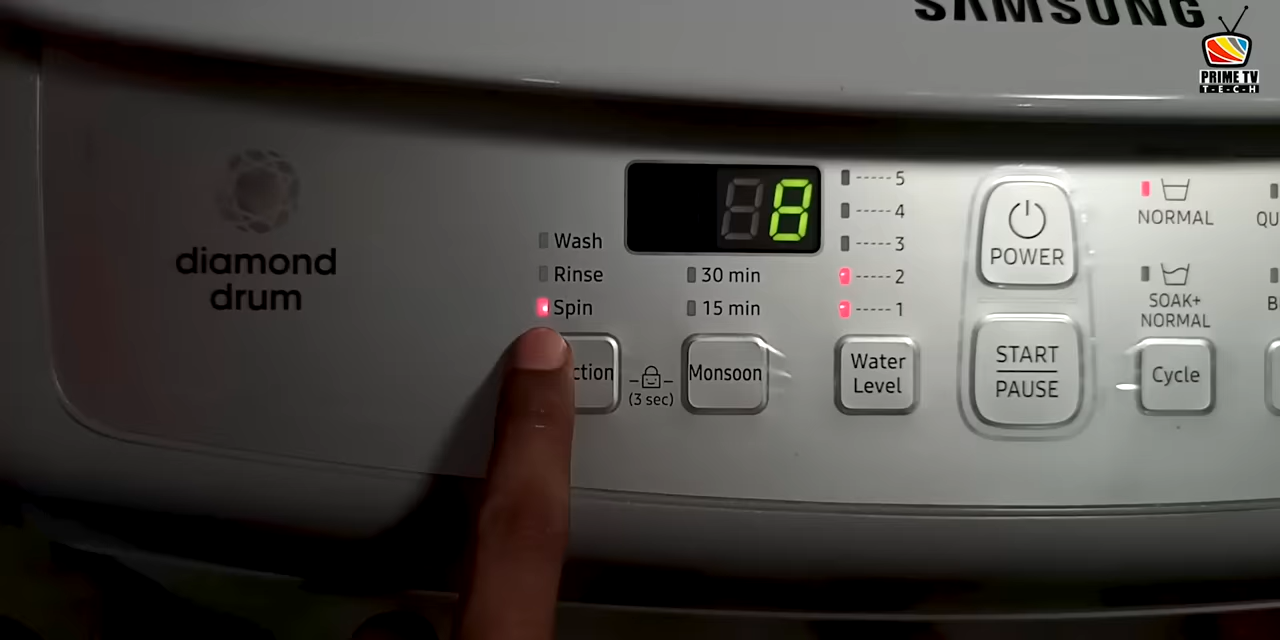 SAMSUNG
PRIME TV
T-E-C-H
diamond
drum
8
Wash
Rinse
Spin
30 min
15 min
5
4
3
2
1
POWER
START
PAUSE
NORMAL
SOAK+
NORMAL
(3 sec)
Monsoon
Water
Level
Cycle